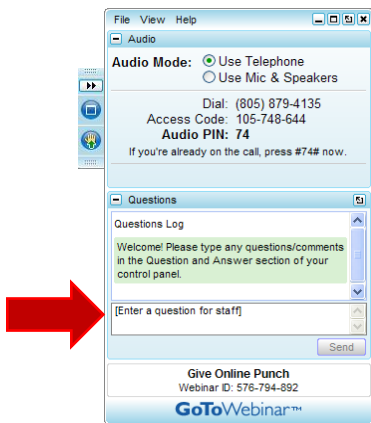 File View Help
Audio
Audio Mode: Use Telephone
Use Mic & Speakers
Dial: (805) 879-4135
Access Code: 105-748-644
Audio PIN: 74
If you're already on the call, press #74# now.
Questions
Questions Log
Welcome! Please type any questions/comments
in the Question and Answer section of your
control panel.
[Enter a question for staff]
Send
Give Online Punch
Webinar ID: 576-794-892
GoToWebinar™